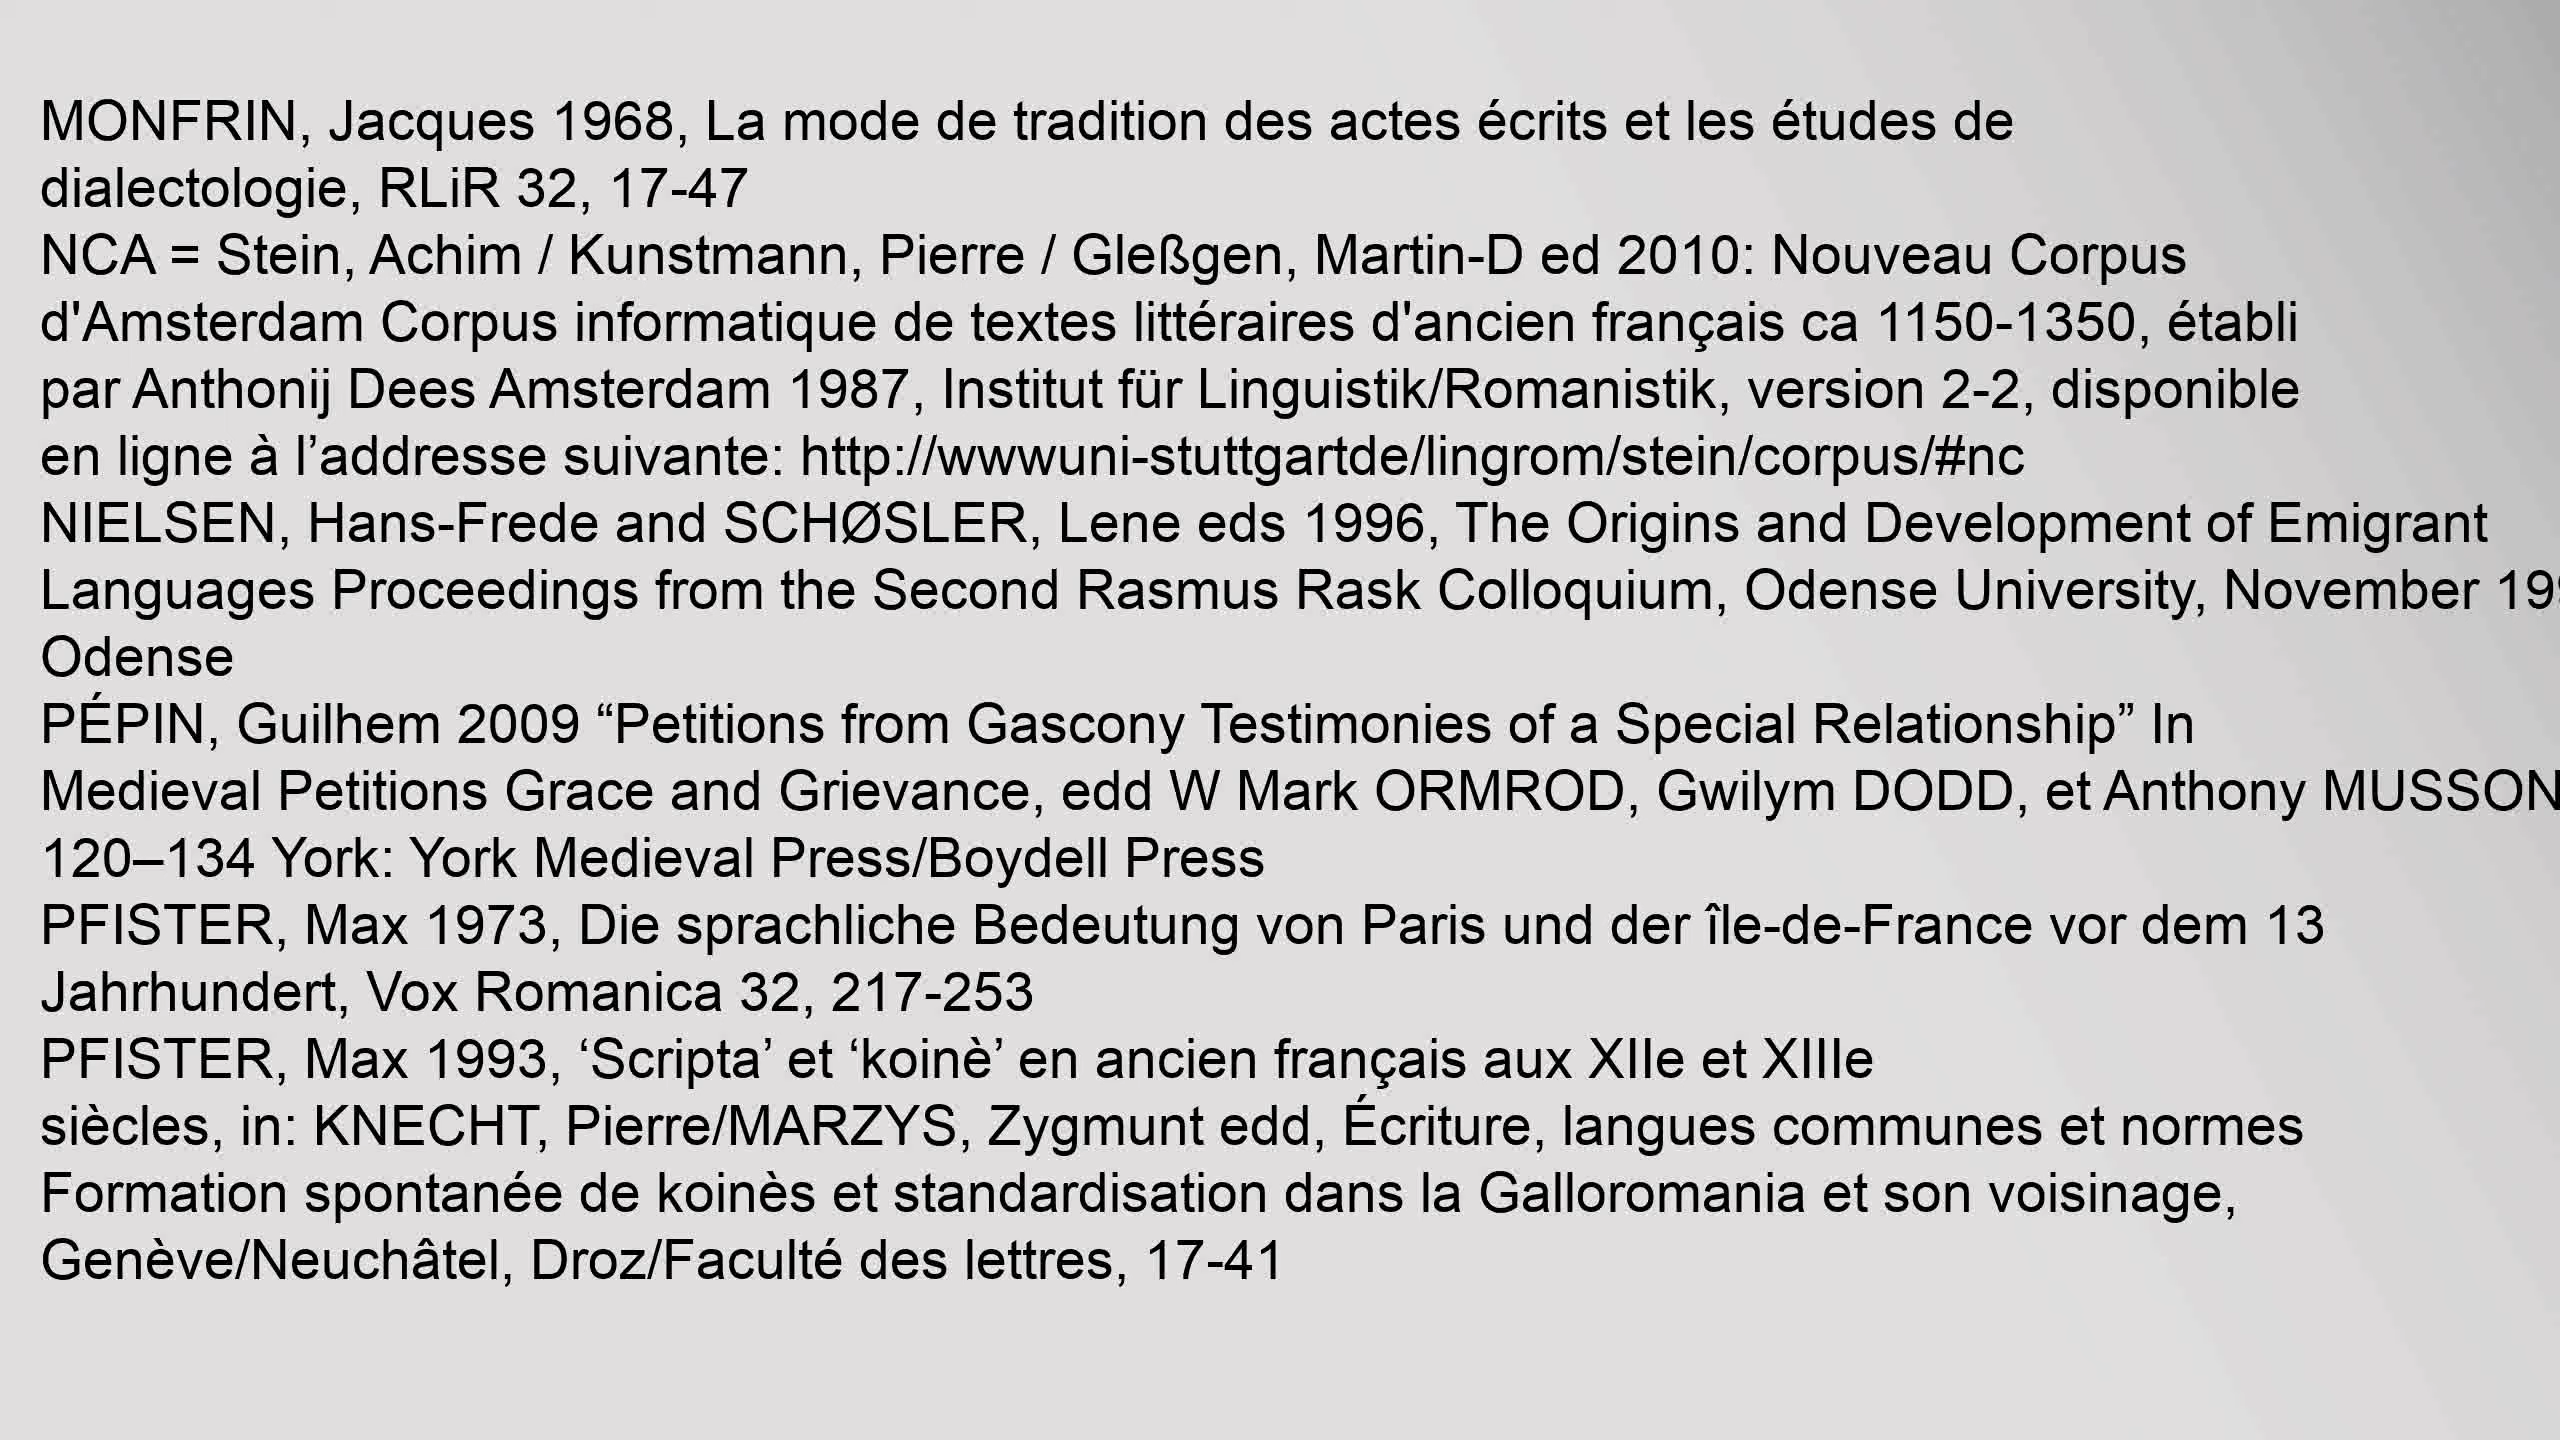 MONFRIN, Jacques 1968, La mode de tradition des actes écrits et les études de
dialectologie, RLiR 32, 17-47
NCA = Stein, Achim / Kunstmann, Pierre / Gleßgen, Martin-D ed 2010: Nouveau Corpus
d'Amsterdam Corpus informatique de textes littéraires d'ancien français ca 1150-1350, établi
par Anthonij Dees Amsterdam 1987, Institut für Linguistik/Romanistik, version 2-2, disponible
en ligne à l’addresse suivante: http://wwwuni-stuttgartde/lingrom/stein/corpus/#nc
NIELSEN, Hans-Frede and SCHØSLER, Lene eds 1996, The Origins and Development of Emigrant
Languages Proceedings from the Second Rasmus Rask Colloquium, Odense University, November
Odense
PÉPIN, Guilhem 2009 “Petitions from Gascony Testimonies of a Special Relationship” In
Medieval Petitions Grace and Grievance, edd W Mark ORMROD, Gwilym DODD, et Anthony MUSSON
120–134 York: York Medieval Press/Boydell Press
PFISTER, Max 1973, Die sprachliche Bedeutung von Paris und der île-de-France vor dem 13
Jahrhundert, Vox Romanica 32, 217-253
PFISTER, Max 1993, ‘Scripta’ et ‘koinè’ en ancien français aux XIIe et XIIIe
siècles, in: KNECHT, Pierre/MARZYS, Zygmunt edd, Écriture, langues communes et normes
Formation spontanée de koinès et standardisation dans la Galloromania et son voisinage,
Genève/Neuchâtel, Droz/Faculté des lettres, 17-41